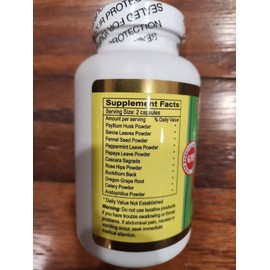 SEALED FOR
PROTECTION
Supplement Facts
Serving Size: 2 capsules
Amount per serving % Daily Value
Psyllium Husk Powder *
Senna Leaves Powder *
Fennel Seed Powder *
Peppermint Leave Powder *
Papaya Leave Powder *
Cascara Sagrada *
Rose Hips Powder *
Buckthorn Back *
Oregon Grape Root *
Celery Powder *
Acidophilus Powder *
* Daily Value Not Established
Warning: Do not use laxative products
if you have trouble swallowing or throat
problems, if abdominal pain, nausea or
vomiting occur, seek immediate
medical attention.